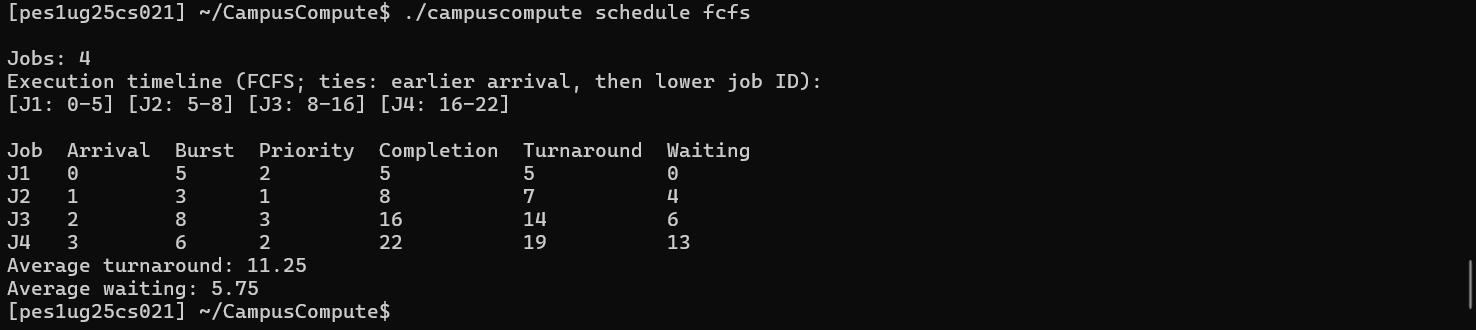 [pes1ug25cs021] ~/CampusCompute$ ./campuscompute schedule fcfs

Jobs: 4
Execution timeline (FCFS; ties: earlier arrival, then lower job ID):
[J1: 0-5] [J2: 5-8] [J3: 8-16] [J4: 16-22]

Job  Arrival  Burst  Priority  Completion  Turnaround  Waiting
J1   0        5      2         5           5           0
J2   1        3      1         8           7           4
J3   2        8      3         16          14          6
J4   3        6      2         22          19          13
Average turnaround: 11.25
Average waiting: 5.75
[pes1ug25cs021] ~/CampusCompute$